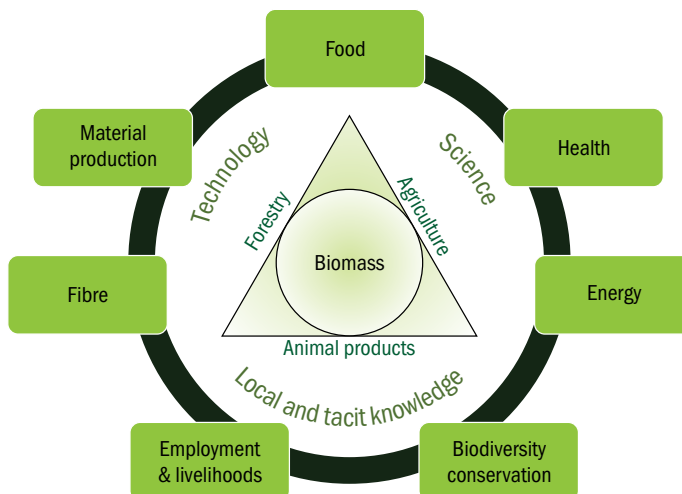 Food
Material
production
Technology
Science
Health
Forestry
Agriculture
Biomass
Fibre
Energy
Animal products
Local and tacit knowledge
Employment
& livelihoods
Biodiversity
conservation